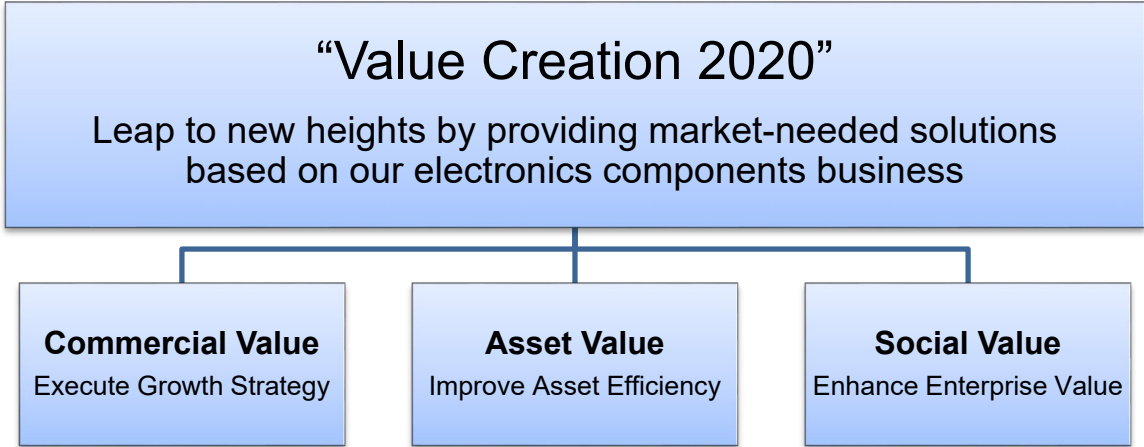 “Value Creation 2020”
Leap to new heights by providing market-needed solutions
based on our electronics components business
Commercial Value
Execute Growth Strategy
Asset Value
Improve Asset Efficiency
Social Value
Enhance Enterprise Value